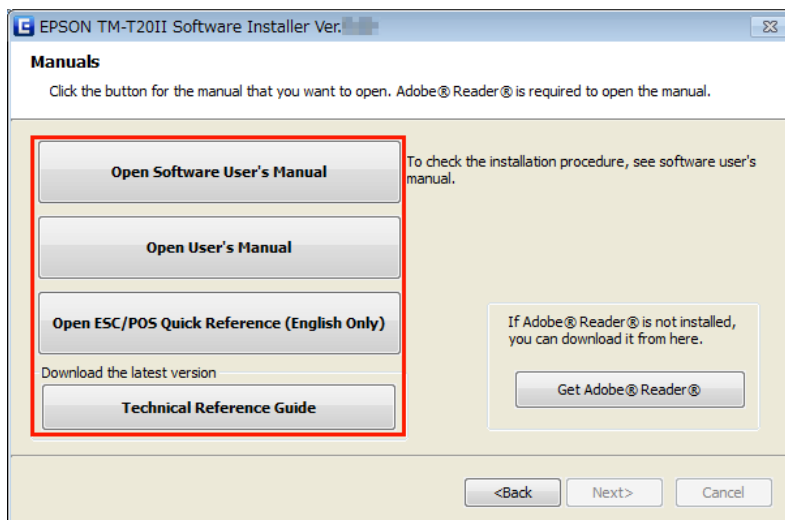 EPSON TM-T20II Software Installer Ver.
Manuals
Click the button for the manual that you want to open. Adobe® Reader® is required to open the manual.
Open Software User's Manual
To check the installation procedure, see software user's
manual.
Open User's Manual
Open ESC/POS Quick Reference (English Only)
If Adobe® Reader® is not installed,
you can download it from here.
Download the latest version
Get Adobe® Reader®
Technical Reference Guide
<Back
Next>
Cancel